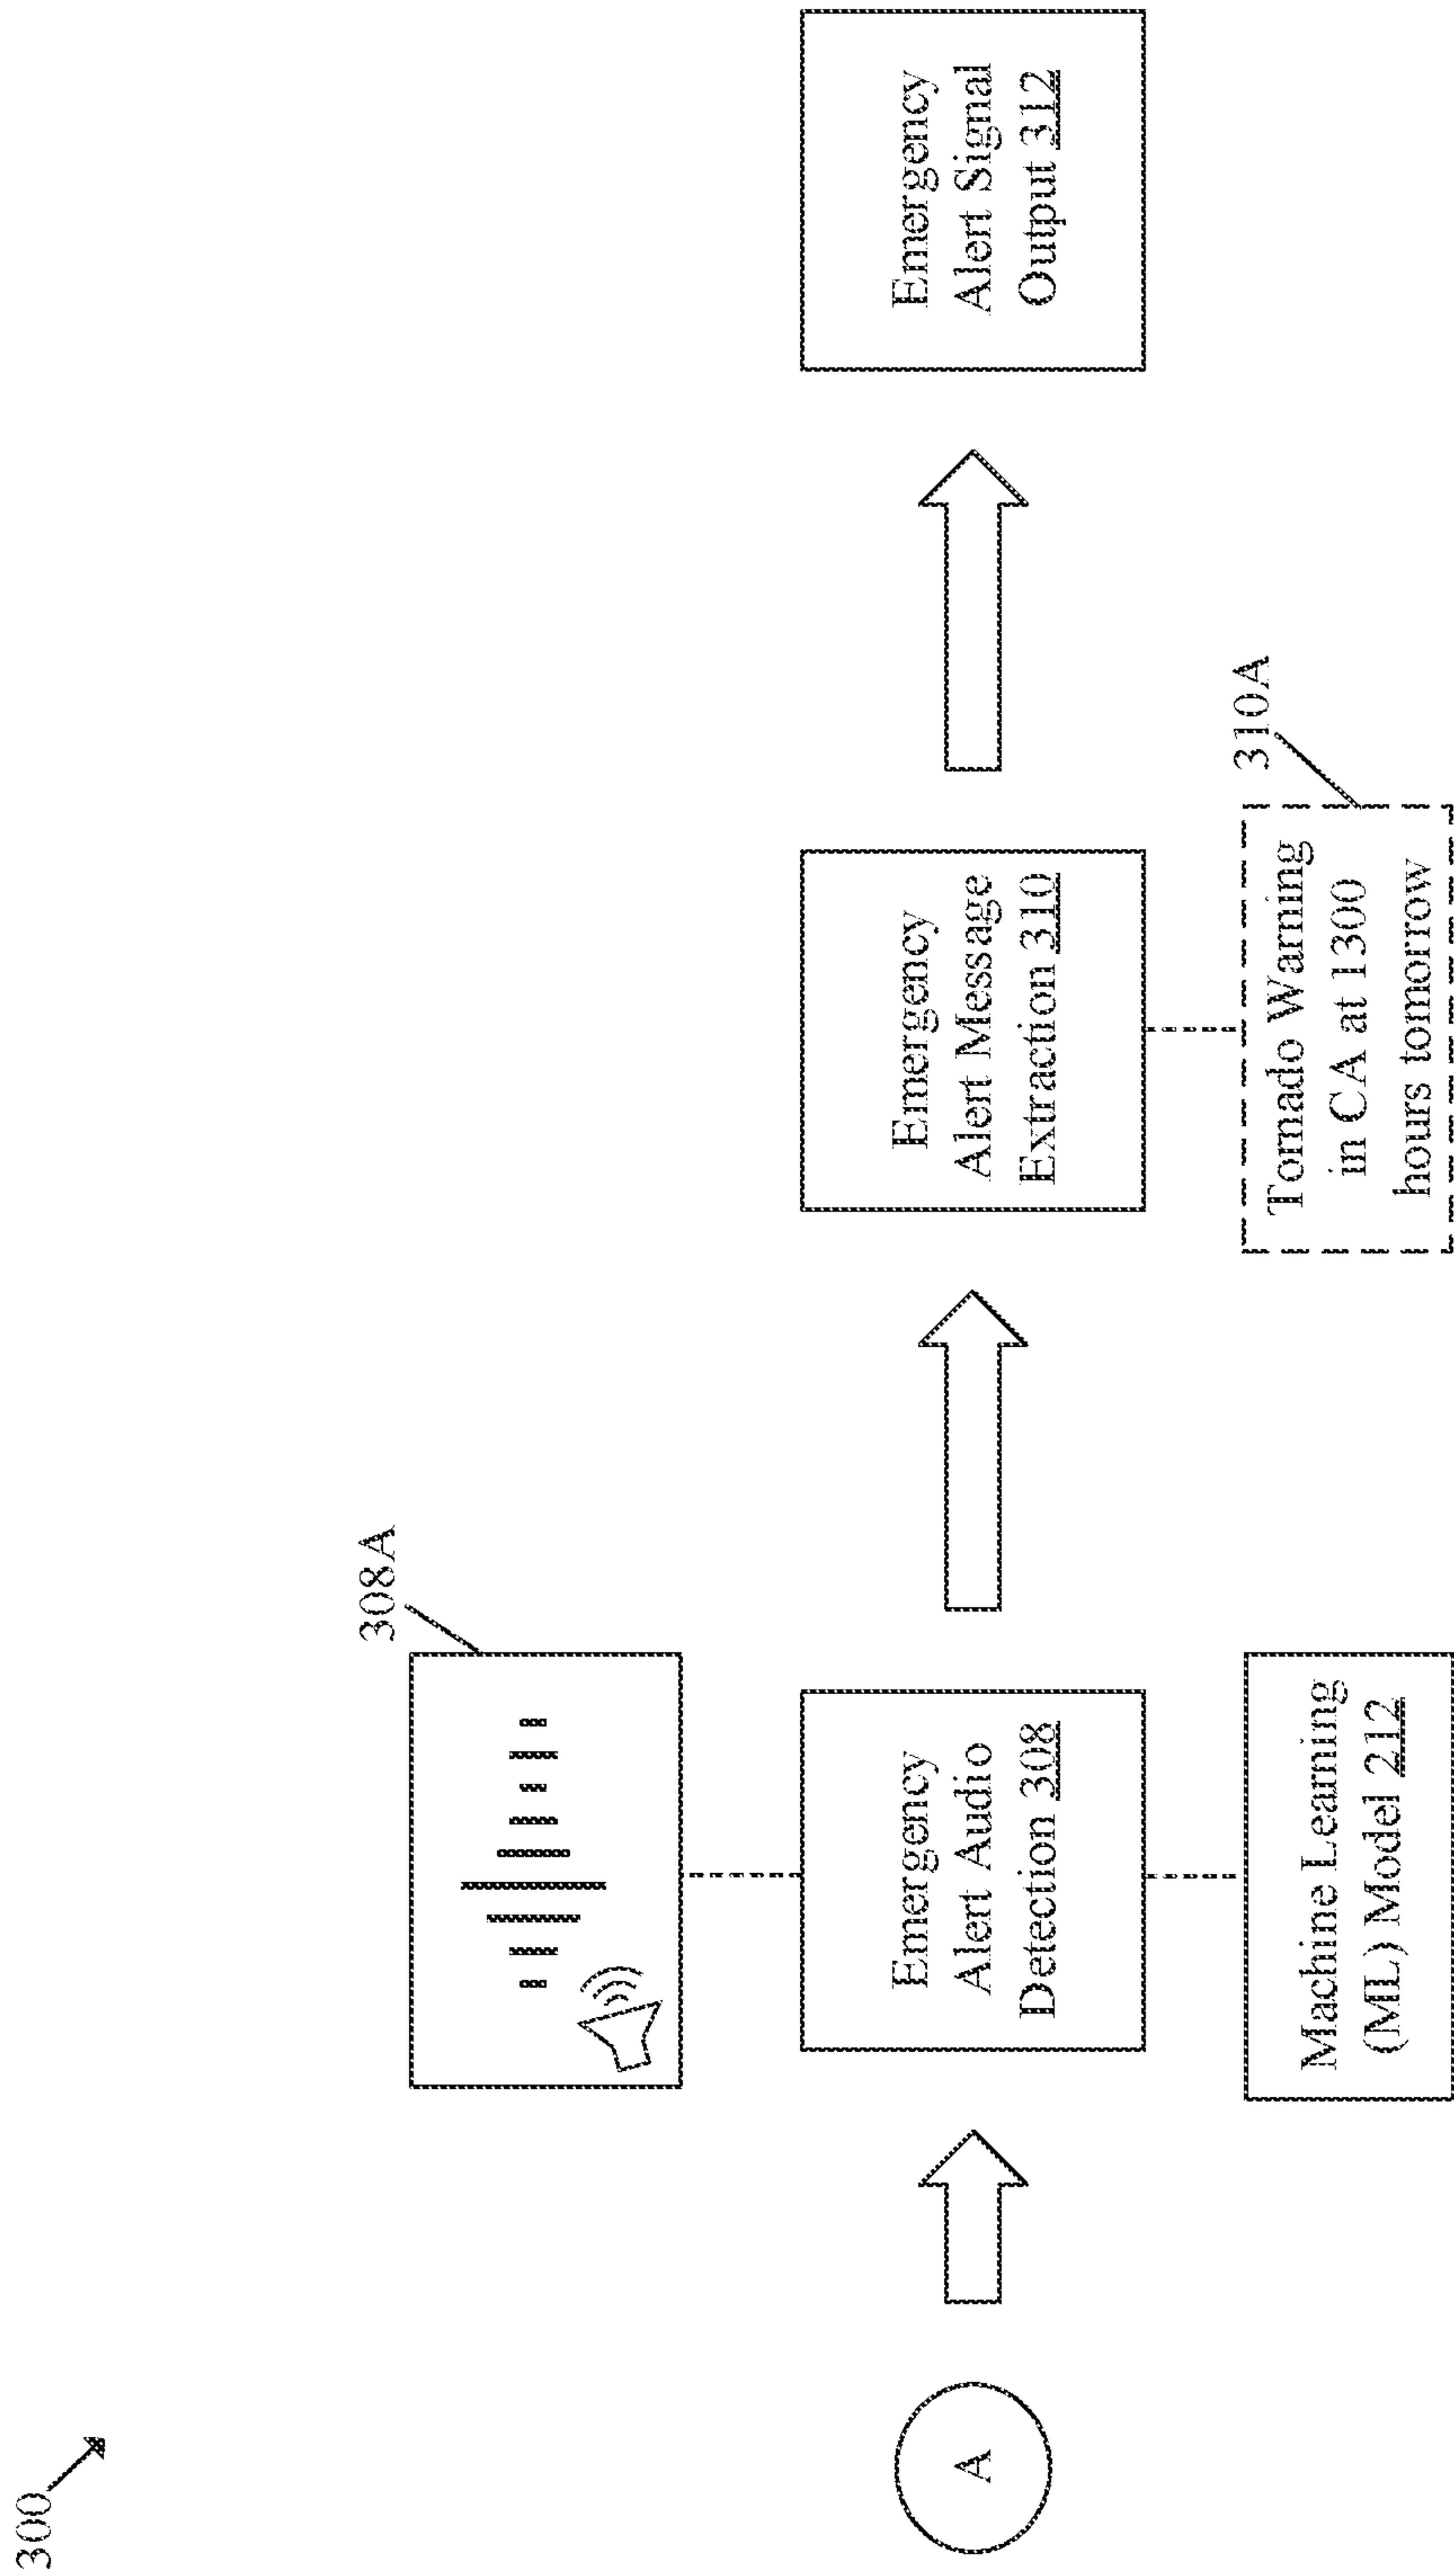 300
308A
A
Emergency
Alert Audio
Detection 308
Emergency
Alert Message
Extraction 310
Emergency
Alert Signal
Output 312
310A
Machine Learning
(ML) Model 212
Tornado Warning
in CA at 1300
hours tomorrow